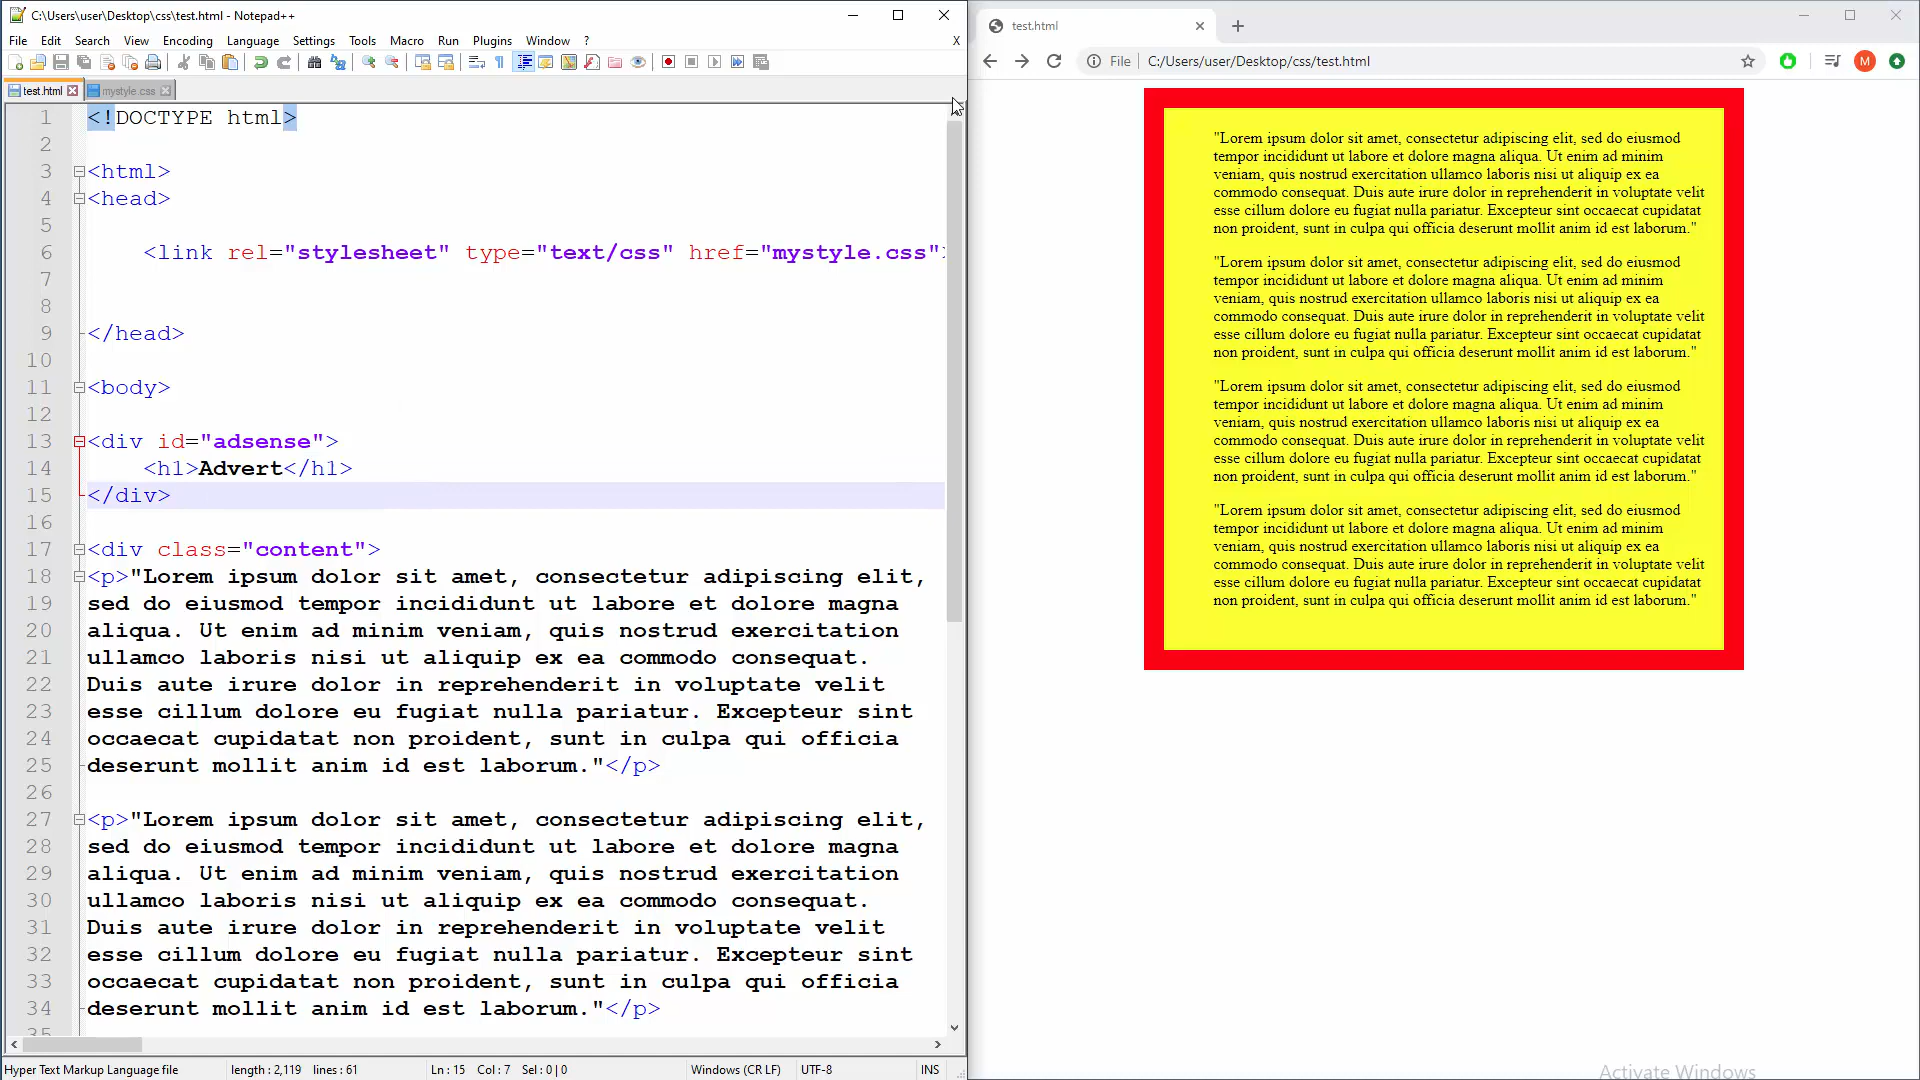 C:\Users\user\Desktop\css\test.html - Notepad++
File Edit Search View Encoding Language Settings Tools Macro Run Plugins Window ? X
test.html mystyle.css
1 <!DOCTYPE html>
2
3 <html>
4 <head>
5
6 <link rel="stylesheet" type="text/css" href="mystyle.css"
7
8
9 </head>
10
11 <body>
12
13 <div id="adsense">
14 <h1>Advert</h1>
15 </div>
16
17 <div class="content">
18 <p>"Lorem ipsum dolor sit amet, consectetur adipiscing elit,
19 sed do eiusmod tempor incididunt ut labore et dolore magna
20 aliqua. Ut enim ad minim veniam, quis nostrud exercitation
21 ullamco laboris nisi ut aliquip ex ea commodo consequat.
22 Duis aute irure dolor in reprehenderit in voluptate velit
23 esse cillum dolore eu fugiat nulla pariatur. Excepteur sint
24 occaecat cupidatat non proident, sunt in culpa qui officia
25 deserunt mollit anim id est laborum."</p>
26
27 <p>"Lorem ipsum dolor sit amet, consectetur adipiscing elit,
28 sed do eiusmod tempor incididunt ut labore et dolore magna
29 aliqua. Ut enim ad minim veniam, quis nostrud exercitation
30 ullamco laboris nisi ut aliquip ex ea commodo consequat.
31 Duis aute irure dolor in reprehenderit in voluptate velit
32 esse cillum dolore eu fugiat nulla pariatur. Excepteur sint
33 occaecat cupidatat non proident, sunt in culpa qui officia
34 deserunt mollit anim id est laborum."</p>
35
Hyper Text Markup Language file length : 2,119 lines : 61 Ln : 15 Col : 7 Sel : 0 | 0 Windows (CR LF) UTF-8 INS
test.html
File C:/Users/user/Desktop/css/test.html M
"Lorem ipsum dolor sit amet, consectetur adipiscing elit, sed do eiusmod
tempor incididunt ut labore et dolore magna aliqua. Ut enim ad minim
veniam, quis nostrud exercitation ullamco laboris nisi ut aliquip ex ea
commodo consequat. Duis aute irure dolor in reprehenderit in voluptate velit
esse cillum dolore eu fugiat nulla pariatur. Excepteur sint occaecat cupidatat
non proident, sunt in culpa qui officia deserunt mollit anim id est laborum."
"Lorem ipsum dolor sit amet, consectetur adipiscing elit, sed do eiusmod
tempor incididunt ut labore et dolore magna aliqua. Ut enim ad minim
veniam, quis nostrud exercitation ullamco laboris nisi ut aliquip ex ea
commodo consequat. Duis aute irure dolor in reprehenderit in voluptate velit
esse cillum dolore eu fugiat nulla pariatur. Excepteur sint occaecat cupidatat
non proident, sunt in culpa qui officia deserunt mollit anim id est laborum."
"Lorem ipsum dolor sit amet, consectetur adipiscing elit, sed do eiusmod
tempor incididunt ut labore et dolore magna aliqua. Ut enim ad minim
veniam, quis nostrud exercitation ullamco laboris nisi ut aliquip ex ea
commodo consequat. Duis aute irure dolor in reprehenderit in voluptate velit
esse cillum dolore eu fugiat nulla pariatur. Excepteur sint occaecat cupidatat
non proident, sunt in culpa qui officia deserunt mollit anim id est laborum."
"Lorem ipsum dolor sit amet, consectetur adipiscing elit, sed do eiusmod
tempor incididunt ut labore et dolore magna aliqua. Ut enim ad minim
veniam, quis nostrud exercitation ullamco laboris nisi ut aliquip ex ea
commodo consequat. Duis aute irure dolor in reprehenderit in voluptate velit
esse cillum dolore eu fugiat nulla pariatur. Excepteur sint occaecat cupidatat
non proident, sunt in culpa qui officia deserunt mollit anim id est laborum."
Activate Windows